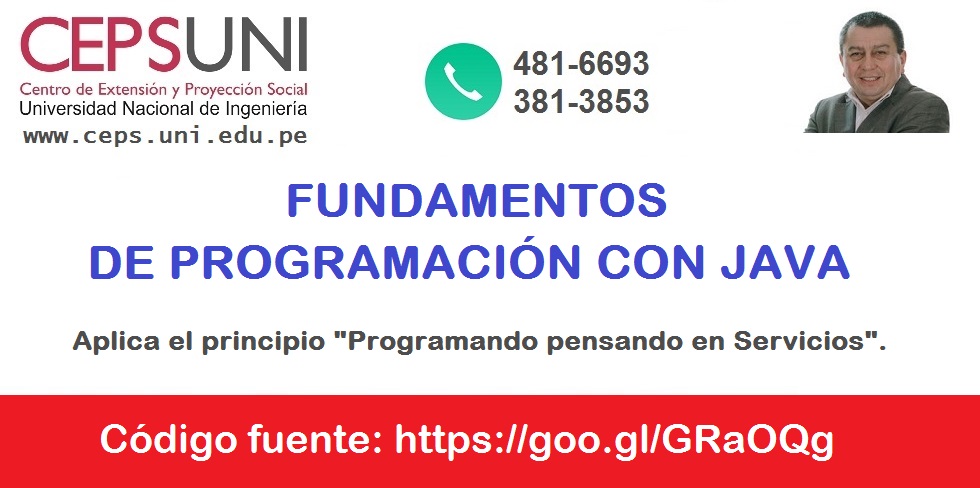 CEPSUNI
Centro de Extensión y Proyección Social
Universidad Nacional de Ingeniería
www.ceps.uni.edu.pe
481-6693
381-3853
FUNDAMENTOS
DE PROGRAMACIÓN CON JAVA
Aplica el principio "Programando pensando en Servicios".
Código fuente: https://goo.gl/GRaOQg